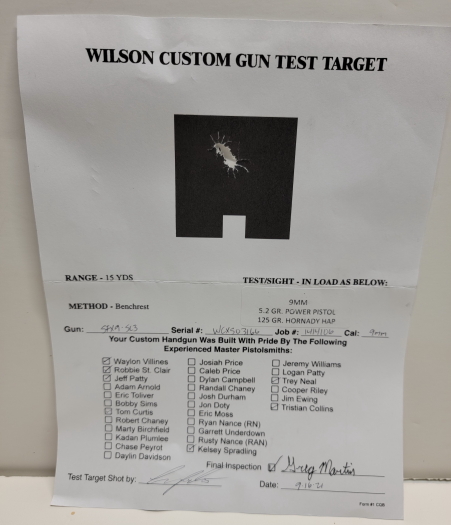 WILSON CUSTOM GUN TEST TARGET
RANGE - 15 YDS
TEST/SIGHT - IN LOAD AS BELOW:
METHOD - Benchrest
9MM
5.2 GR. POWER PISTOL
125 GR. HORNADY HAP
Gun: Serial #: Job #: Cal: 9mm
Your Custom Handgun Was Built With Pride By The Following
Experienced Master Pistolsmiths:
Waylon Villines
Robbie St. Clair
Jeff Patty
Adam Arnold
Eric Toliver
Bobby Sims
Tom Curtis
Robert Chaney
Marty Birchfield
Kadan Plumlee
Chase Peyrot
Daylin Davidson
Josiah Price
Caleb Price
Dylan Campbell
Randall Chaney
Josh Durham
Jon Doty
Eric Moss
Ryan Nance (RN)
Garrett Underdown
Rusty Nance (RAN)
Kelsey Spradling
Jeremy Williams
Logan Patty
Trey Neal
Cooper Riley
Jim Ewing
Tristian Collins
Final Inspection Greg Martin
Test Target Shot by:
Date: 9-16-21